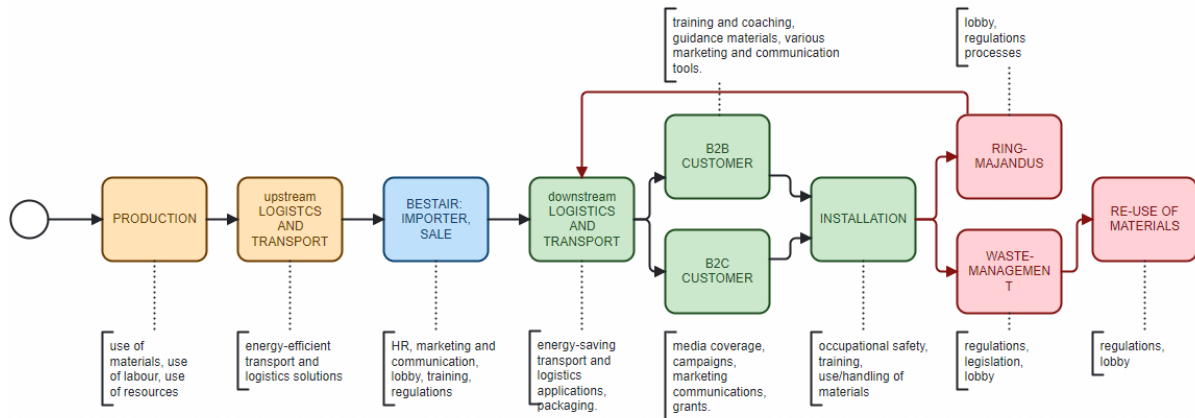 training and coaching,
guidance materials, various
marketing and communication
tools.
lobby,
regulations
processes
PRODUCTION
upstream
LOGISTCS
AND
TRANSPORT
BESTAIR:
IMPORTER,
SALE
downstream
LOGISTICS
AND
TRANSPORT
B2B
CUSTOMER
B2C
CUSTOMER
INSTALLATION
RING-
MAJANDUS
WASTE-
MANAGEMEN
T
RE-USE OF
MATERIALS
use of
materials, use
of labour, use
of resources
energy-efficient
transport and
logistics solutions
HR, marketing and
communication,
lobby, training,
regulations
energy-saving
transport and
logistics
applications,
packaging.
media coverage,
campaigns,
marketing
communications,
grants.
occupational safety,
training,
use/handling of
materials
regulations,
legislation,
lobby
regulations,
lobby